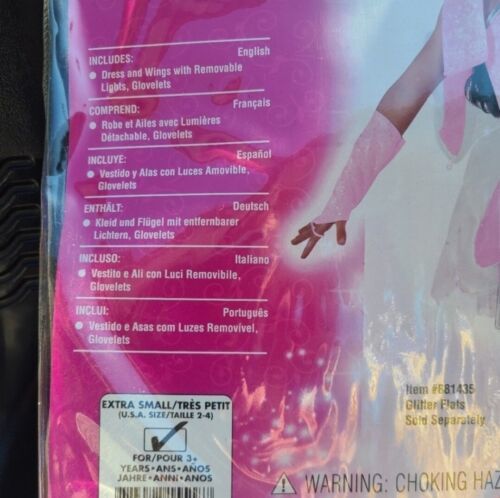 INCLUDES: English
● Dress and Wings with Removable
Lights, Glovelets
COMPREND: Français
● Robe et Ailes avec Lumières
Détachable, Glovelets
INCLUYE: Español
● Vestido y Alas con Luces Amovible,
Glovelets
ENTHÄLT: Deutsch
● Kleid und Flügel mit entfernbarer
Lichtern, Glovelets
INCLUSO: Italiano
● Vestito e Ali con Luci Removibile,
Glovelets
INCLUI: Português
● Vestido e Asas com Luzes Removível,
Glovelets
Item #881435
Glitter Flats
Sold Separately
EXTRA SMALL/TRÈS PETIT
(U.S.A. SIZE/TAILLE 2-4)
FOR/POUR 3+
YEARS•ANS•AÑOS
JAHRE•ANNI•ANOS
WARNING: CHOKING HAZ